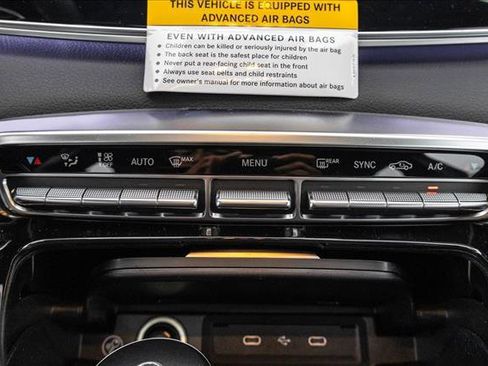 THIS VEHICLE IS EQUIPPED WITH
ADVANCED AIR BAGS
EVEN WITH ADVANCED AIR BAGS
• Children can be killed or seriously injured by the air bag
• The back seat is the safest place for children
• Never put a rear-facing child seat in the front
• Always use seat belts and child restraints
• See owner's manual for more information about air bags
OFF AUTO MAX MENU REAR SYNC A/C